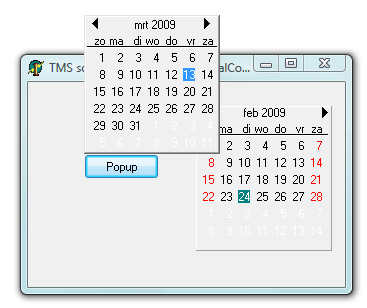 mrt 2009
zo ma di wo do vr za
1 2 3 4 5 6 7
8 9 10 11 12 13 14
15 16 17 18 19 20 21
22 23 24 25 26 27 28
29 30 31 1 2 3 4
5 6 7 8 9 10 11
TMS
Popup
feb 2009
ma di wo do vr za
1 2 3 4 5 6 7
8 9 10 11 12 13 14
15 16 17 18 19 20 21
22 23 24 25 26 27 28
1 2 3 4 5 6 7
8 9 10 11 12 13 14